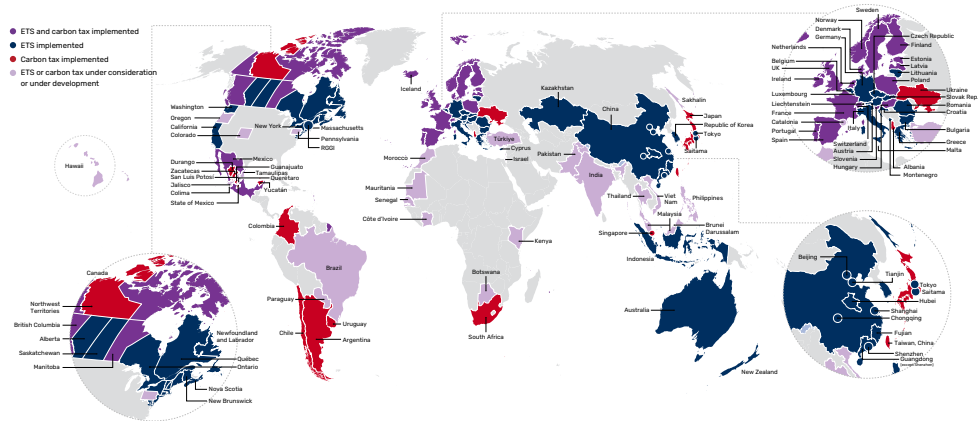 ETS and carbon tax implemented
ETS implemented
Carbon tax implemented
ETS or carbon tax under consideration
or under development
Washington
Oregon
California
Colorado
New York
Massachusetts
Pennsylvania
RGGI
Hawaii
Durango
Zacatecas
San Luis Potosí
Jalisco
Colima
State of Mexico
Mexico
Guanajuato
Tamaulipas
Querétaro
Yucatán
Iceland
Morocco
Mauritania
Senegal
Côte d'Ivoire
Colombia
Brazil
Paraguay
Uruguay
Chile
Argentina
Botswana
South Africa
Kenya
Türkiye
Cyprus
Israel
Kazakhstan
China
Pakistan
India
Thailand
Viet
Nam
Philippines
Malaysia
Singapore
Brunei
Darussalam
Indonesia
Australia
New Zealand
Sakhalin
Japan
Republic of Korea
Tokyo
Saitama
Canada
Northwest
Territories
British Columbia
Alberta
Saskatchewan
Manitoba
Newfoundland
and Labrador
Québec
Ontario
Nova Scotia
New Brunswick
Sweden
Norway
Denmark
Germany
Netherlands
Belgium
UK
Ireland
Luxembourg
Liechtenstein
France
Catalonia
Portugal
Spain
Italy
Switzerland
Austria
Slovenia
Hungary
Czech Republic
Finland
Estonia
Latvia
Lithuania
Poland
Ukraine
Slovak Rep.
Romania
Croatia
Bulgaria
Greece
Malta
Albania
Montenegro
Beijing
Tianjin
Tokyo
Saitama
Hubei
Shanghai
Chongqing
Fujian
Taiwan, China
Shenzhen
Guangdong
(except Shenzhen)